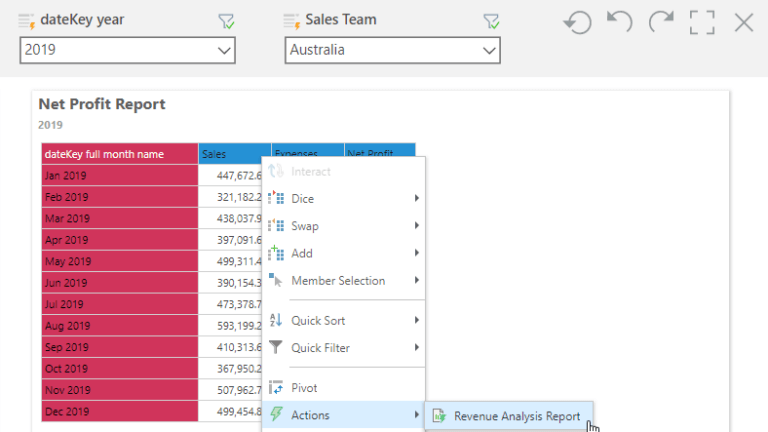 dateKey year
Sales Team
2019
Australia
Net Profit Report
2019
dateKey full month name Sales Expenses Net Profit
Jan 2019 447,672.6
Feb 2019 321,182.2
Mar 2019 438,037.9
Apr 2019 397,091.6
May 2019 499,311.4
Jun 2019 390,154.3
Jul 2019 473,378.7
Aug 2019 593,199.2
Sep 2019 410,313.6
Oct 2019 367,950.2
Nov 2019 507,962.7
Dec 2019 499,454.8
Interact
Dice
Swap
Add
Member Selection
Quick Sort
Quick Filter
Pivot
Actions
Revenue Analysis Report